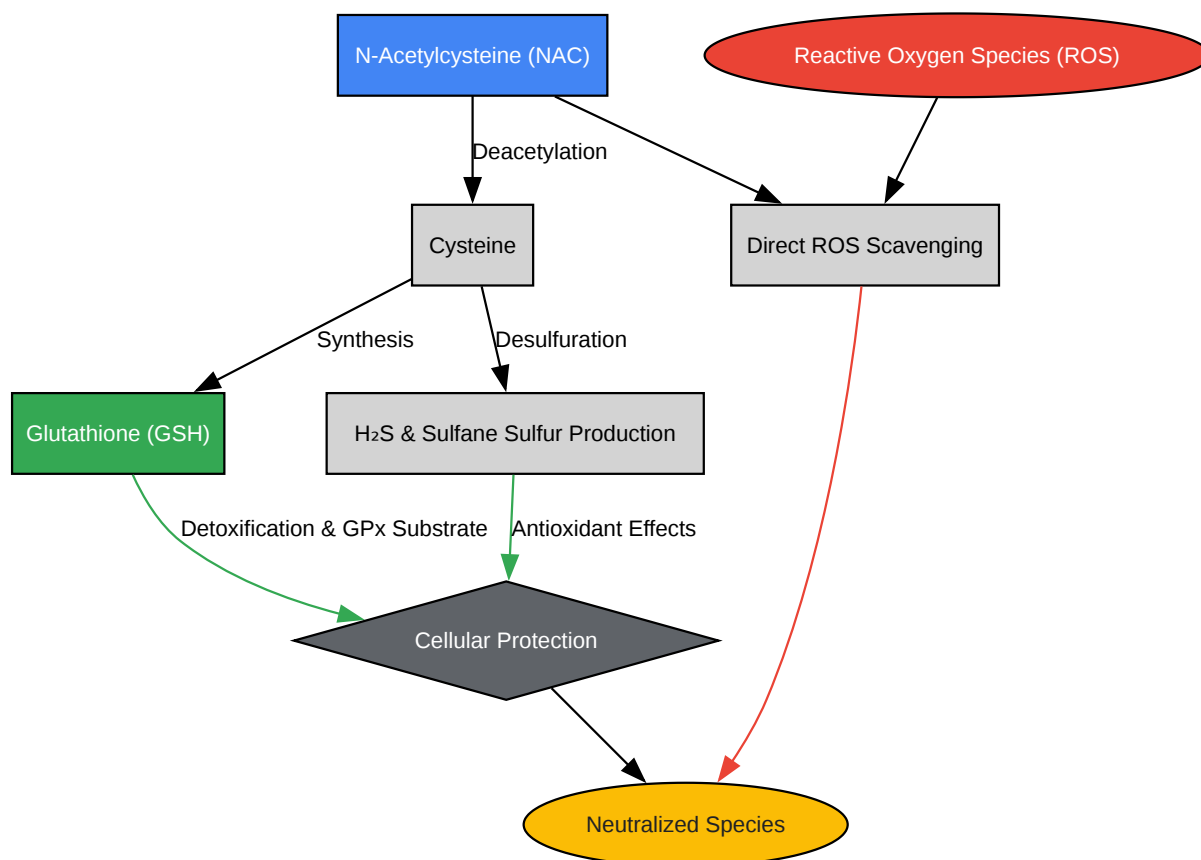 N-Acetylcysteine (NAC)
Reactive Oxygen Species (ROS)
Deacetylation
Cysteine
Direct ROS Scavenging
Synthesis
Desulfuration
Glutathione (GSH)
H₂S & Sulfane Sulfur Production
Detoxification & GPx Substrate
Antioxidant Effects
Cellular Protection
Neutralized Species